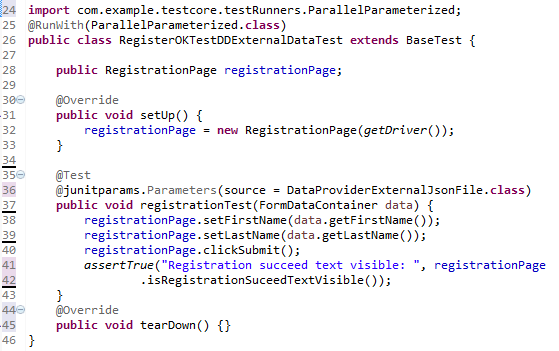 24 import com.example.testcore.testRunners.ParallelParameterized;
25 @RunWith(ParallelParameterized.class)
26 public class RegisterOKTestDDExternalDataTest extends BaseTest {
27
28     public RegistrationPage registrationPage;
29
30     @Override
31     public void setUp() {
32         registrationPage = new RegistrationPage(getDriver());
33     }
34
35     @Test
36     @junitparams.Parameters(source = DataProviderExternalJsonFile.class)
37     public void registrationTest(FormDataContainer data) {
38         registrationPage.setFirstName(data.getFirstName());
39         registrationPage.setLastName(data.getLastName());
40         registrationPage.clickSubmit();
41         assertTrue("Registration succeed text visible: ", registrationPage
42                 .isRegistrationSuceedTextVisible());
43     }
44     @Override
45     public void tearDown() {}
46 }